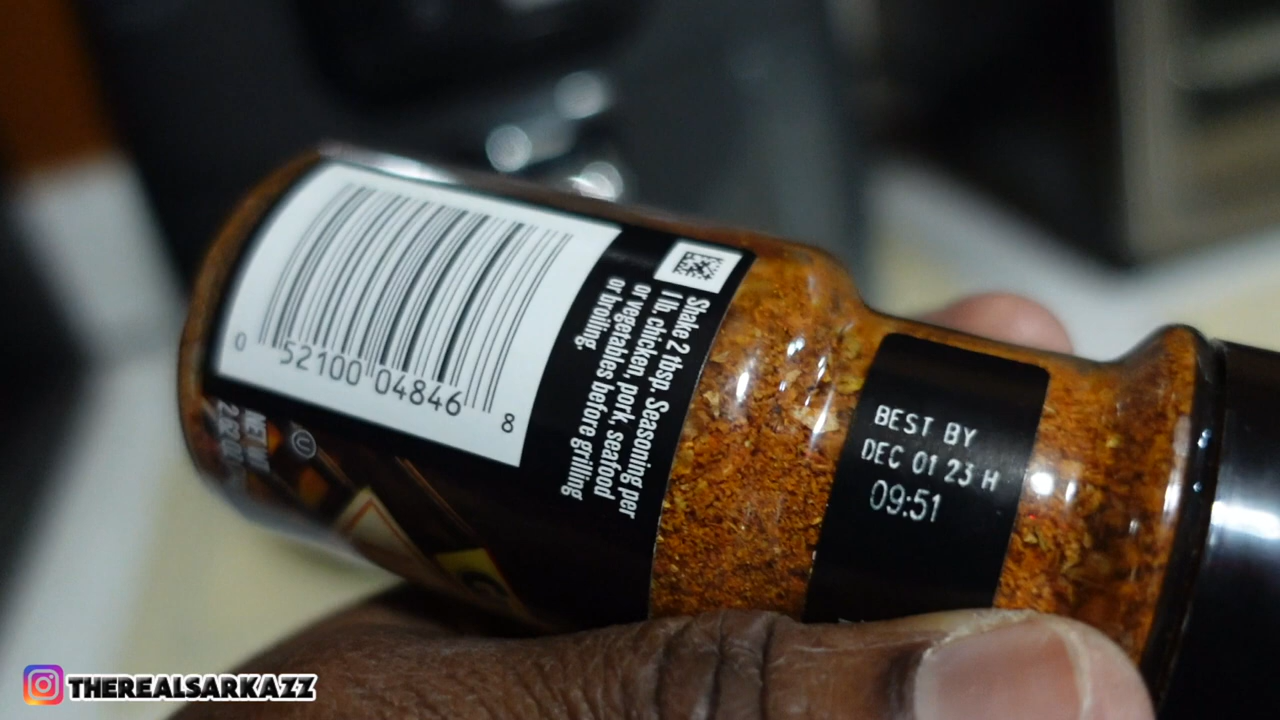 0 52100 04846 8
Shake 2 tbsp. Seasoning per
1 lb. chicken, pork, seafood
or vegetables before grilling
or broiling.
BEST BY
DEC 01 23 H
09:51
U
NET W
THEREALSARKAZZ